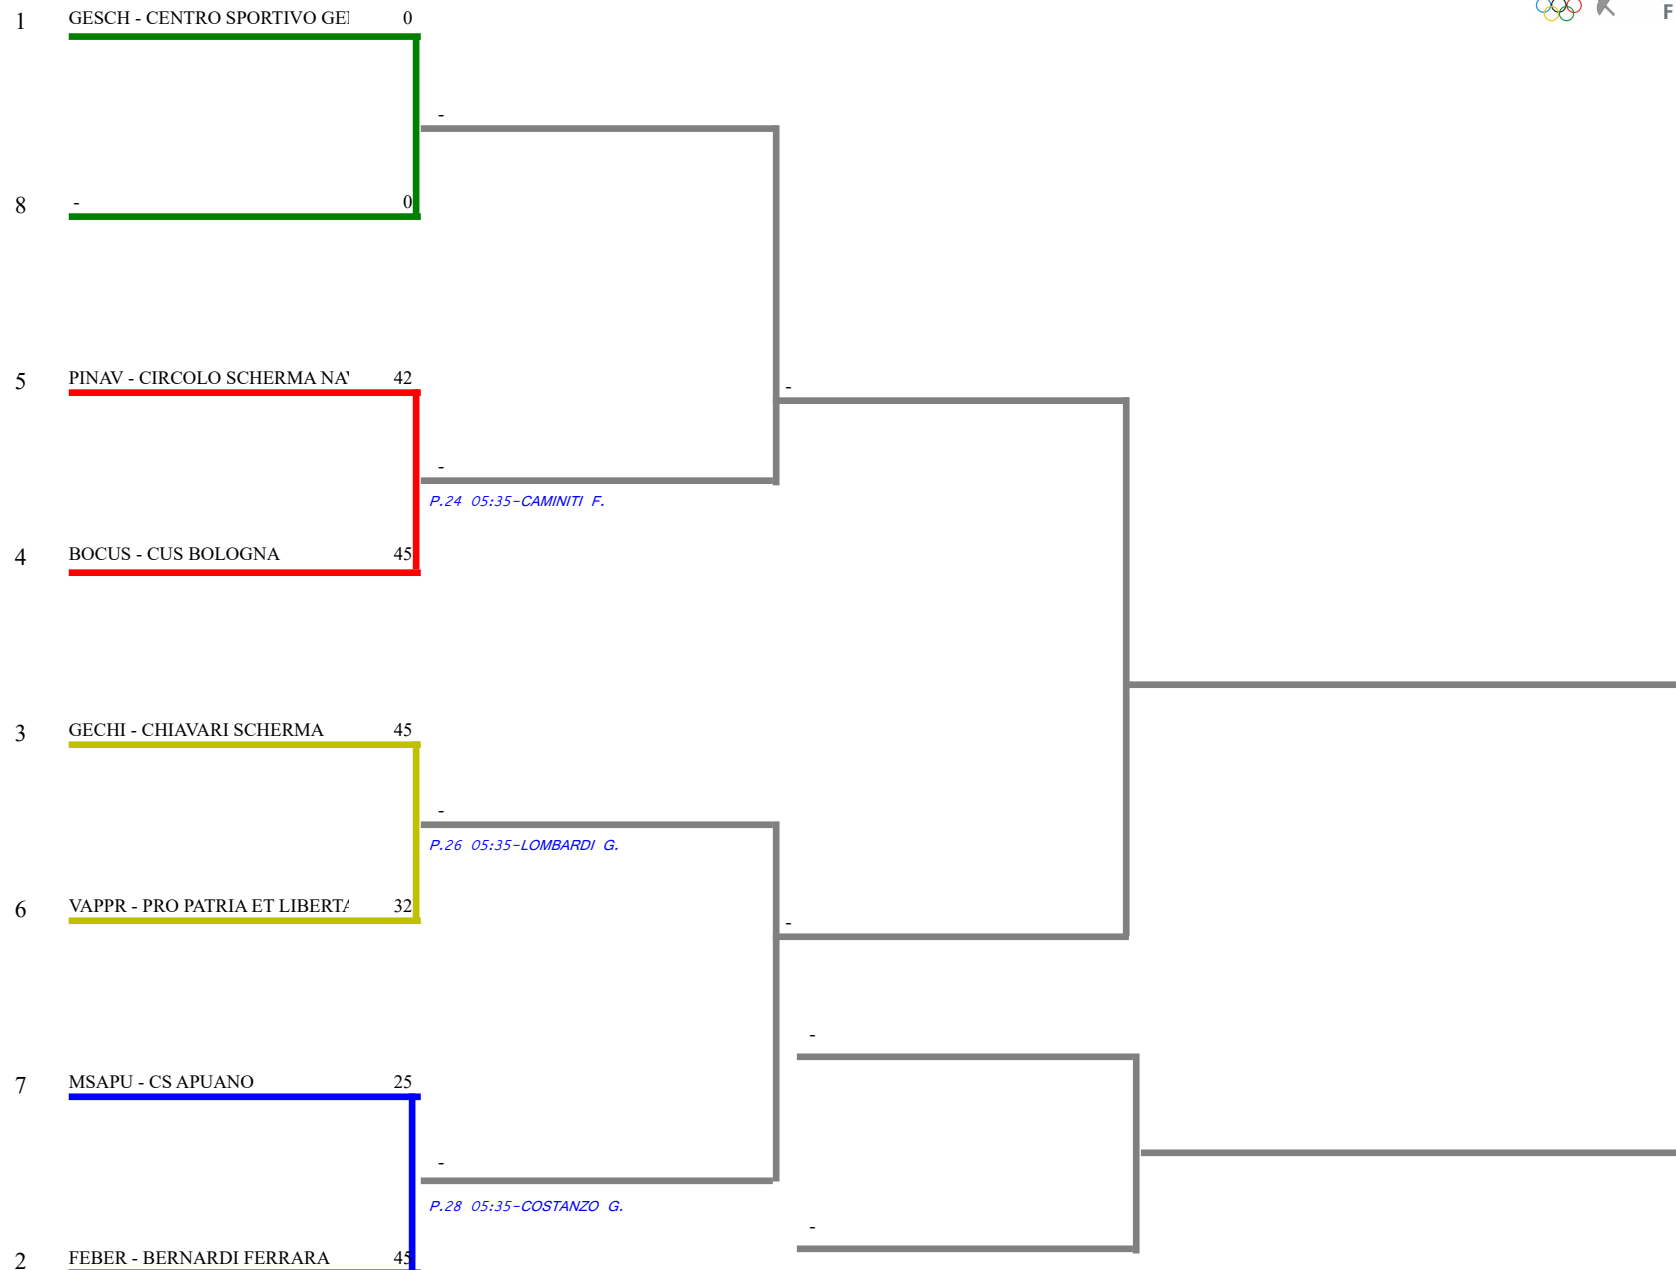 1 GESCH - CENTRO SPORTIVO GE 0
F
-
8 - 0
5 PINAV - CIRCOLO SCHERMA NA 42
-
-
P.24 05:35-CAMINITI F.
4 BOCUS - CUS BOLOGNA 45
3 GECHI - CHIAVARI SCHERMA 45
-
P.26 05:35-LOMBARDI G.
6 VAPPR - PRO PATRIA ET LIBERTA 32
-
-
7 MSAPU - CS APUANO 25
-
P.28 05:35-COSTANZO G.
-
2 FEBER - BERNARDI FERRARA 45